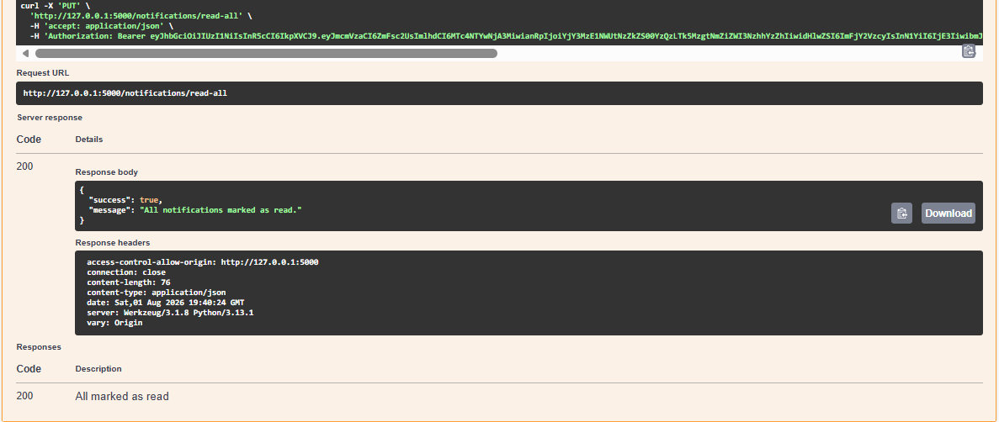 curl -X 'PUT' \
'http://127.0.0.1:5000/notifications/read-all' \
-H 'accept: application/json' \
-H 'Authorization: Bearer eyJhbGciOiJIUzI1NiIsInR5cCI6IkpXVCJ9.eyJmcmVzaCI6ZmFsc2UsImlhdCI6MTc4NTYwNjA3MiwianRpIjoiYjY3MzE1NWUtNzZkZS00YzQzLTk5MzgtNmZiZWI3NzhhYzZhIiwidHlwZSI6ImFjY2VzcyIsInN1YiI6IjE3IiwibmJ
Request URL
http://127.0.0.1:5000/notifications/read-all
Server response
Code Details
200
Response body
{
"success": true,
"message": "All notifications marked as read."
}
Download
Response headers
access-control-allow-origin: http://127.0.0.1:5000
connection: close
content-length: 76
content-type: application/json
date: Sat,01 Aug 2026 19:40:24 GMT
server: Werkzeug/3.1.8 Python/3.13.1
vary: Origin
Responses
Code Description
200 All marked as read